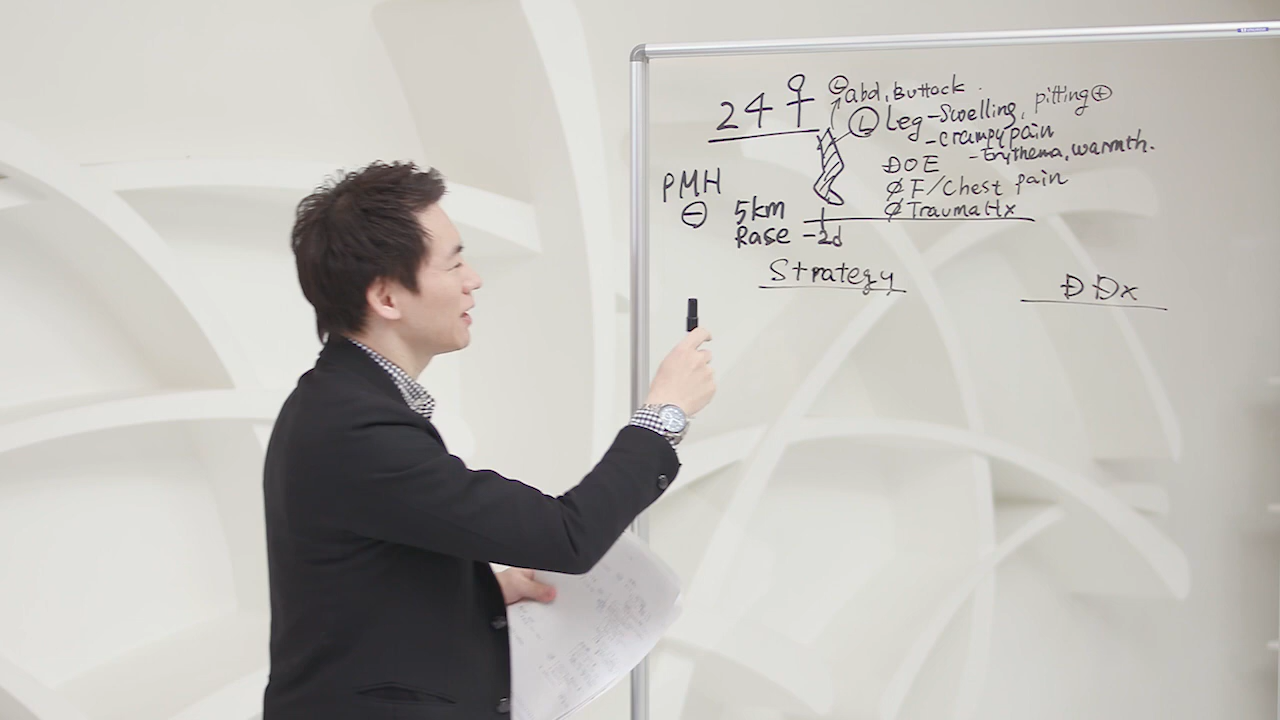 24 ♀ Ⓛabd, Buttock
Ⓛ Leg -Swelling, pitting⊕
-crampy pain
DOE -Erythema, warmth.
PMH ∅ F/Chest pain
⊖ 5km ∅ Trauma Hx
Rase -2d
Strategy DDx